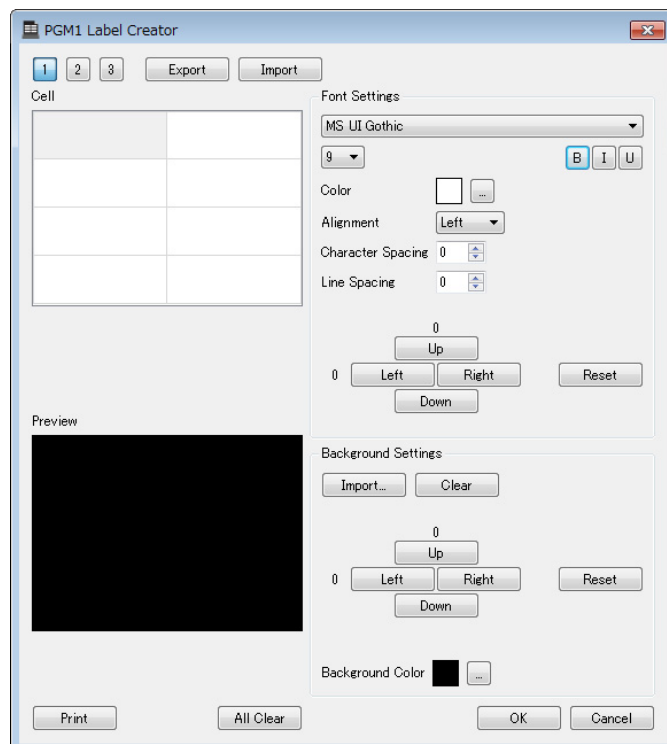 PGM1 Label Creator
1 2 3 Export Import
Cell
Font Settings
MS UI Gothic
9 B I U
Color ...
Alignment Left
Character Spacing 0
Line Spacing 0
0
Up
0 Left Right Reset
Down
Preview
Background Settings
Import... Clear
0
Up
0 Left Right Reset
Down
Background Color ...
Print All Clear OK Cancel